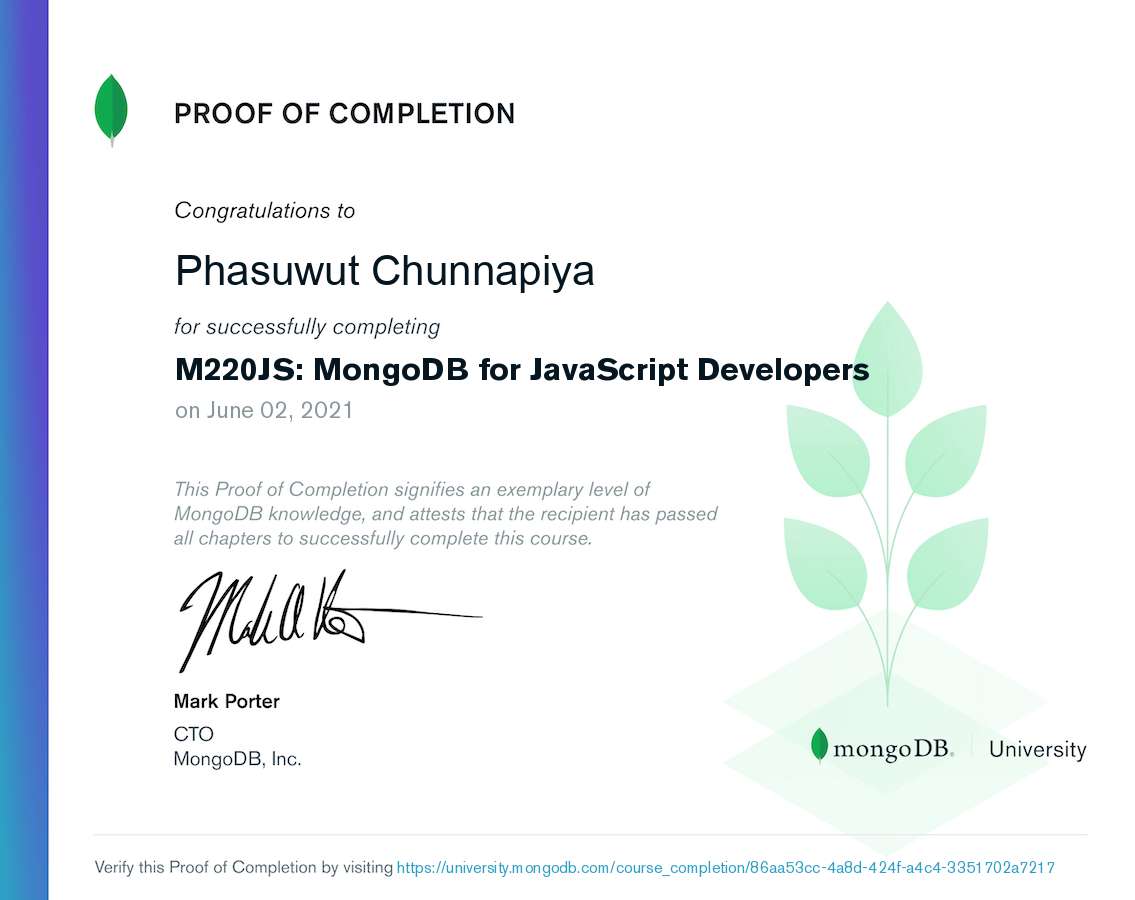 PROOF OF COMPLETION
Congratulations to
Phasuwut Chunnapiya
for successfully completing
M220JS: MongoDB for JavaScript Developers
on June 02, 2021
This Proof of Completion signifies an exemplary level of
MongoDB knowledge, and attests that the recipient has passed
all chapters to successfully complete this course.
Mark Porter
CTO
MongoDB, Inc.
mongoDB® | University
Verify this Proof of Completion by visiting https://university.mongodb.com/course_completion/86aa53cc-4a8d-424f-a4c4-3351702a7217